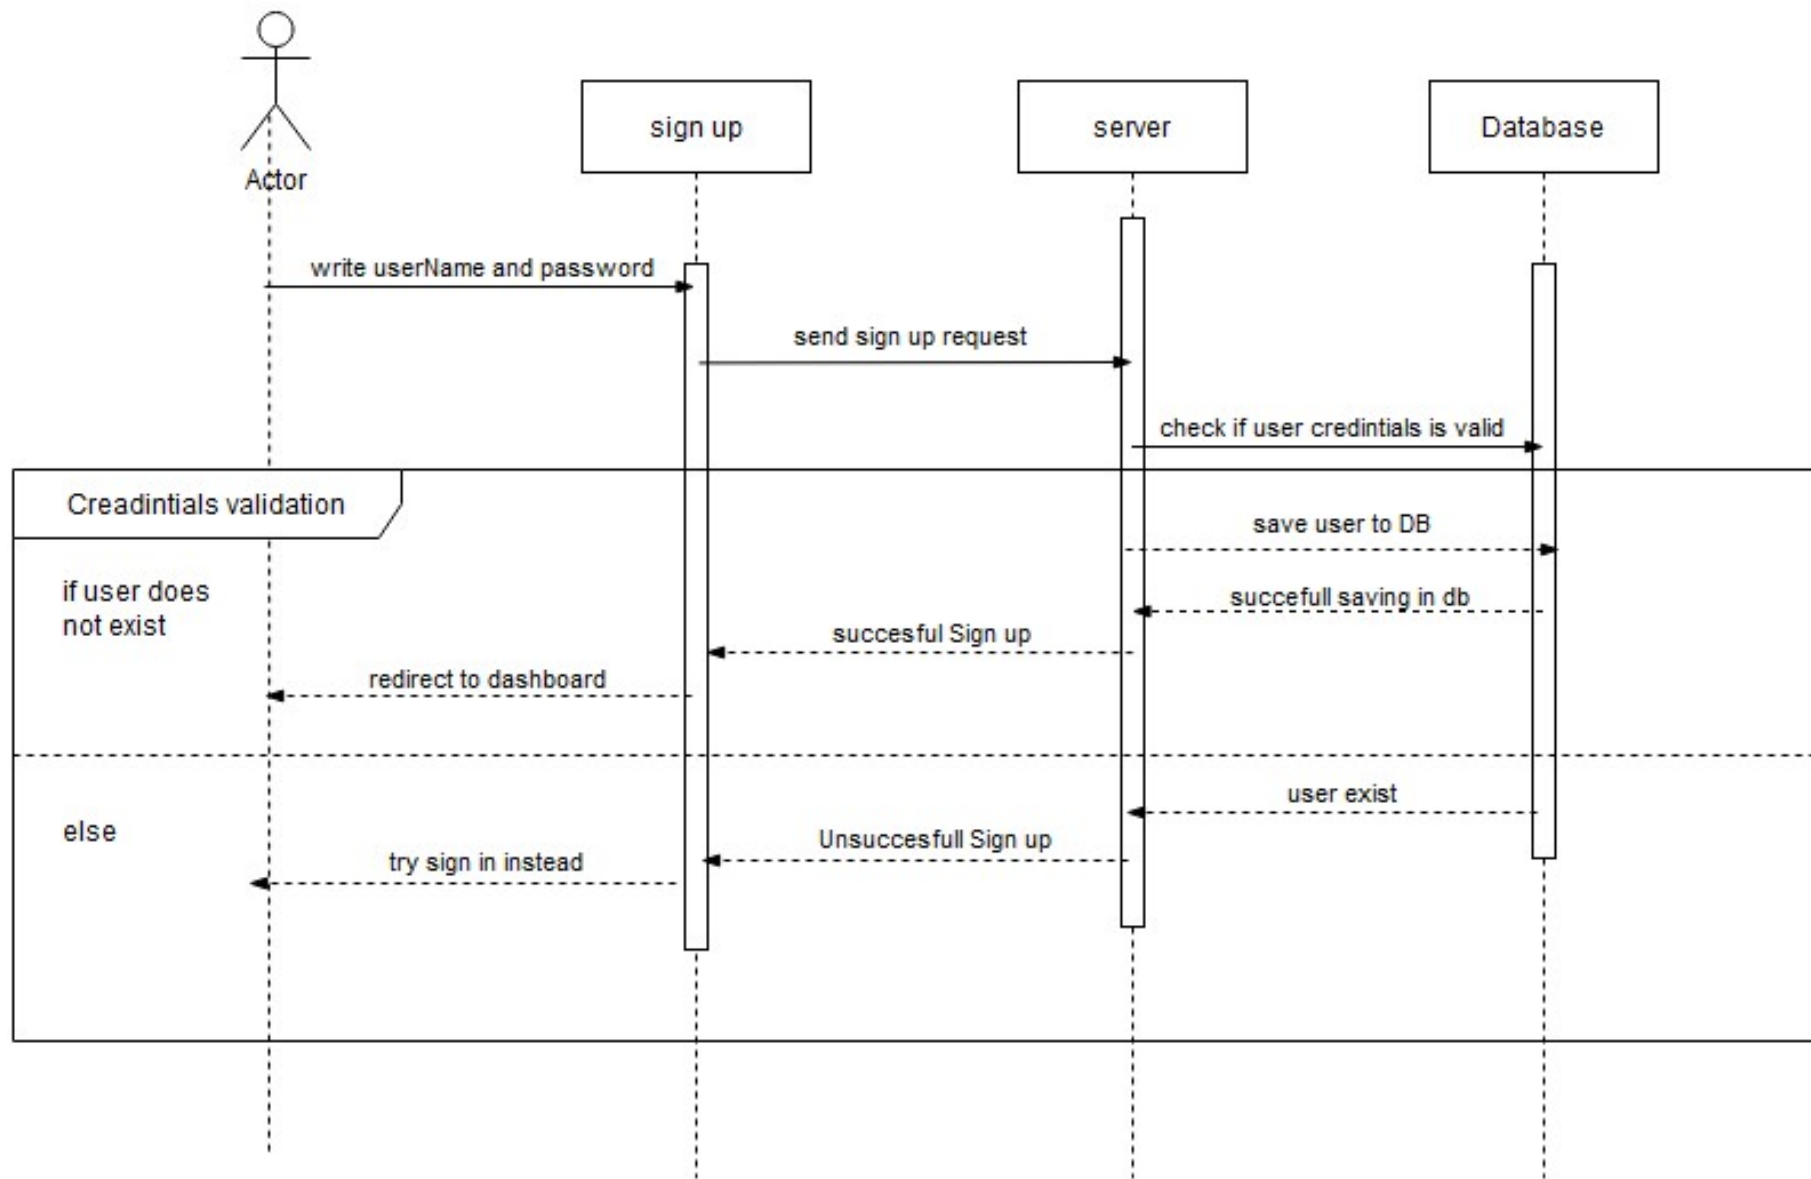 Actor
sign up
server
Database
write userName and password
send sign up request
check if user credintials is valid
Creadintials validation
save user to DB
if user does
not exist
succefull saving in db
succesful Sign up
redirect to dashboard
user exist
else
Unsuccesfull Sign up
try sign in instead